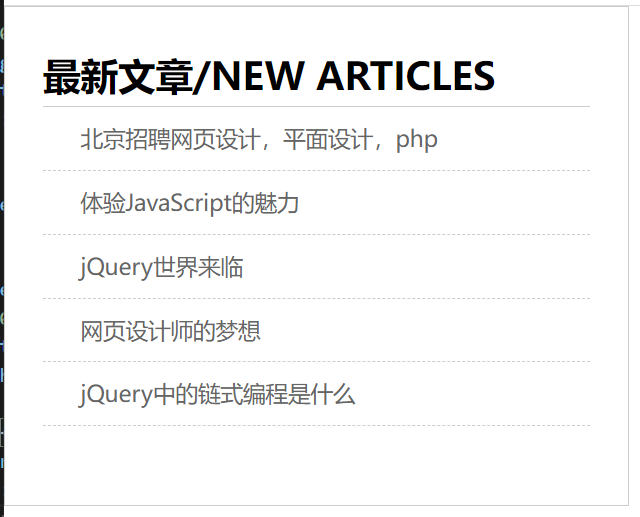 最新文章/NEW ARTICLES
北京招聘网页设计，平面设计，php
体验JavaScript的魅力
jQuery世界来临
网页设计师的梦想
jQuery中的链式编程是什么